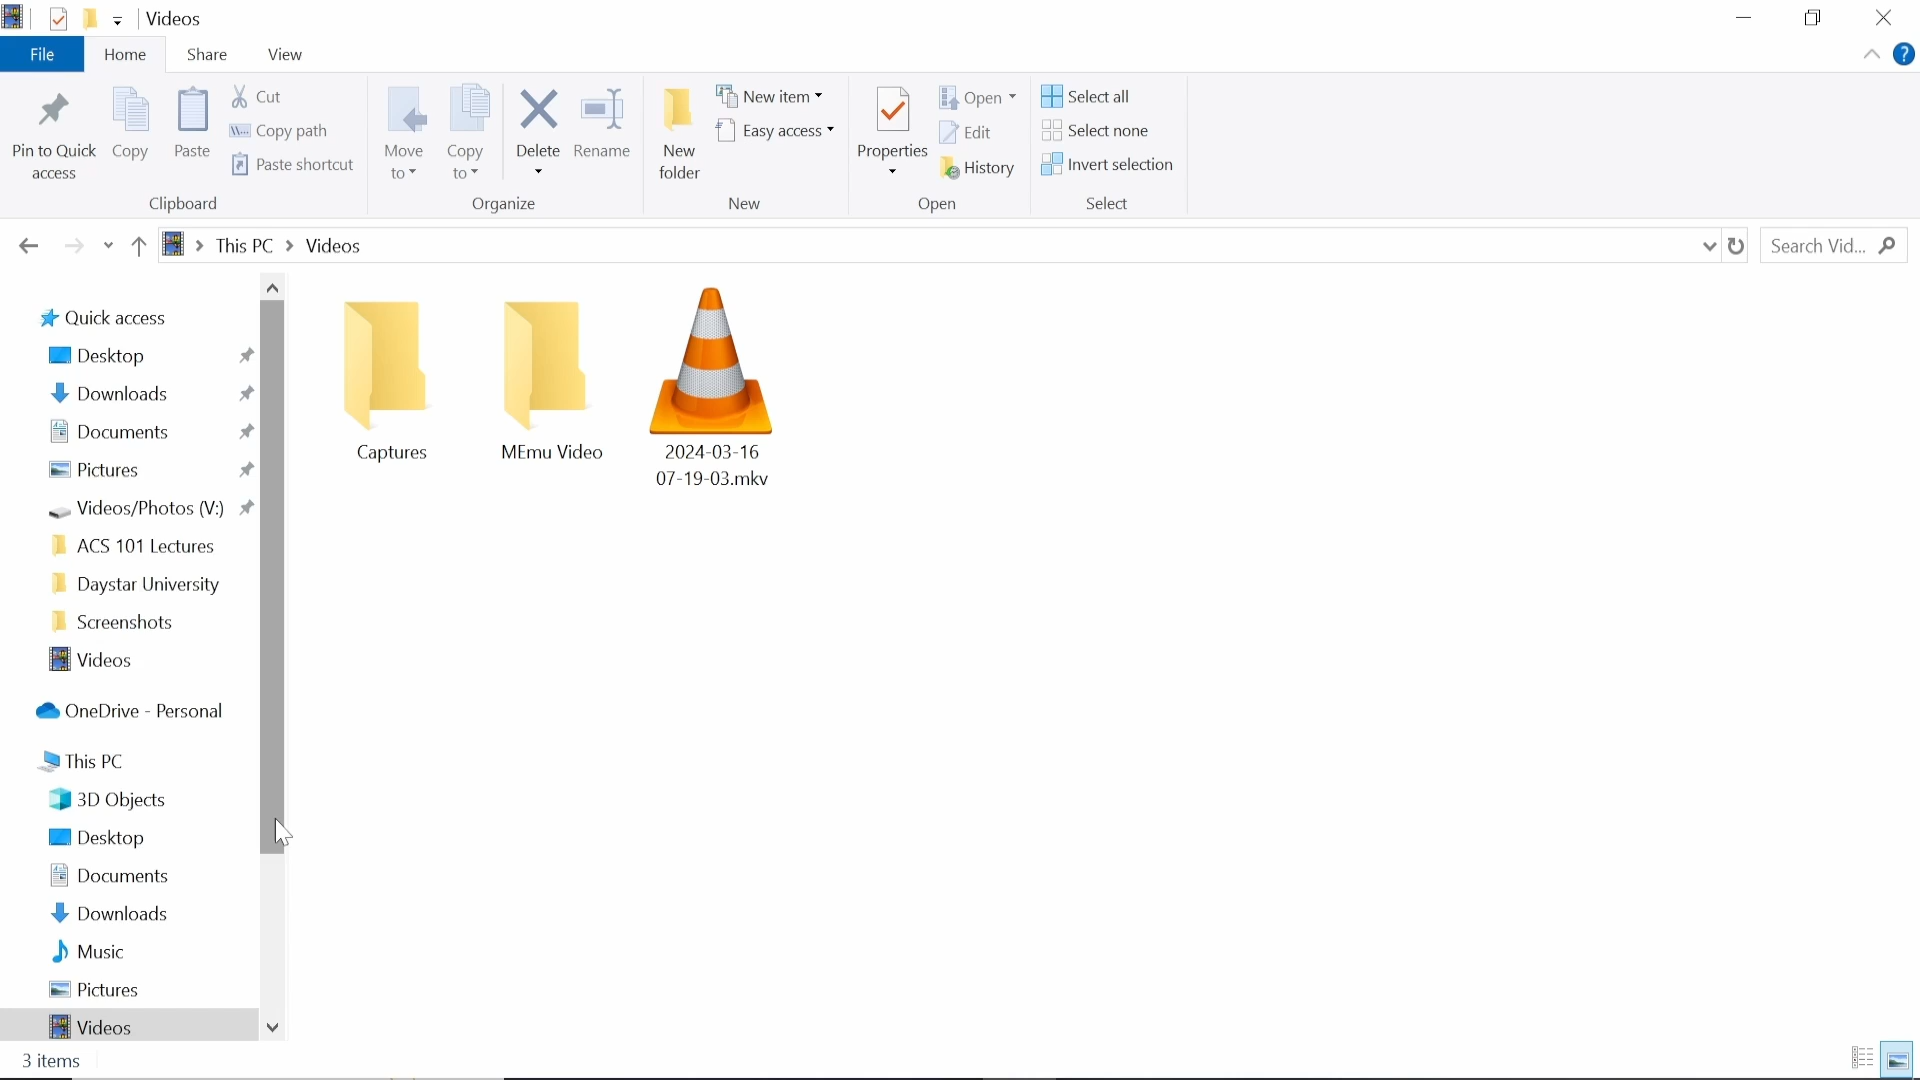 Videos
File Home Share View
Pin to Quick access
Copy
Paste
Cut
Copy path
Paste shortcut
Clipboard
Move to
Copy to
Delete
Rename
Organize
New folder
New item
Easy access
New
Properties
Open
Edit
History
Open
Select all
Select none
Invert selection
Select
This PC > Videos
Search Vid...
Quick access
Desktop
Downloads
Documents
Pictures
Videos/Photos (V:)
ACS 101 Lectures
Daystar University
Screenshots
Videos
OneDrive - Personal
This PC
3D Objects
Desktop
Documents
Downloads
Music
Pictures
Videos
Captures
MEmu Video
2024-03-16
07-19-03.mkv
3 items